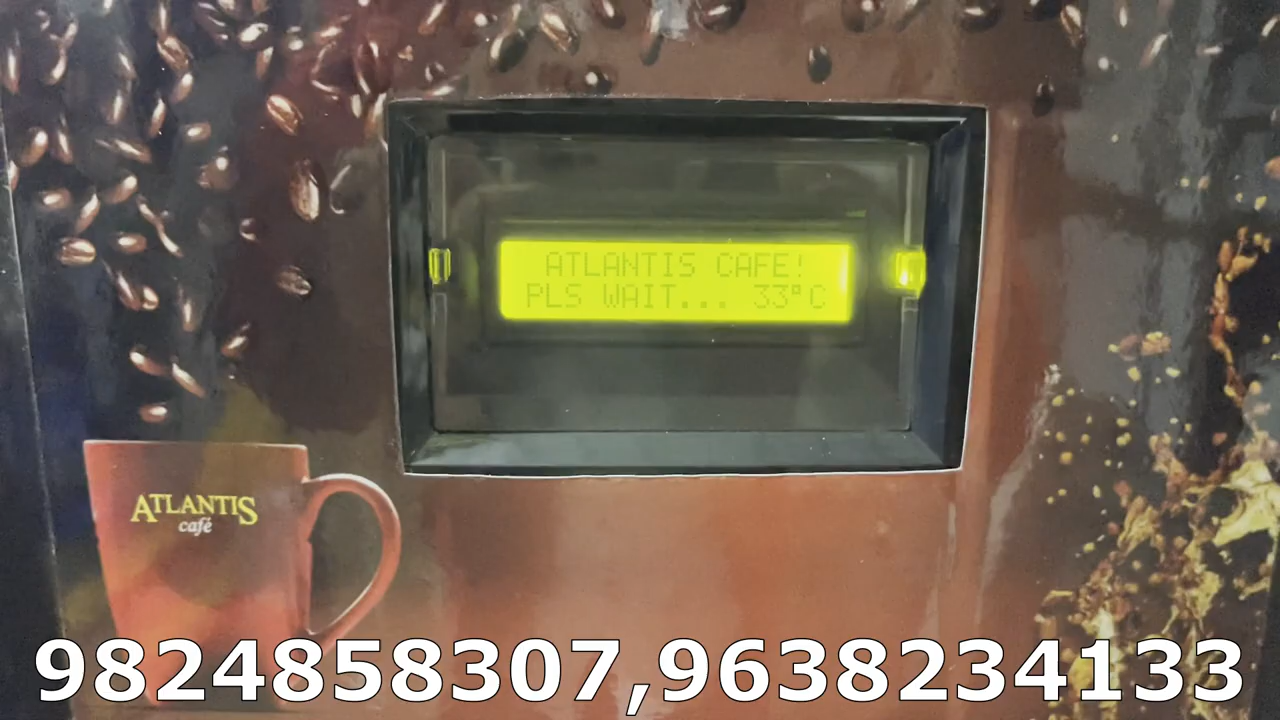 ATLANTIS CAFE!
PLS WAIT... 33°C
ATLANTIS
café
9824858307,9638234133